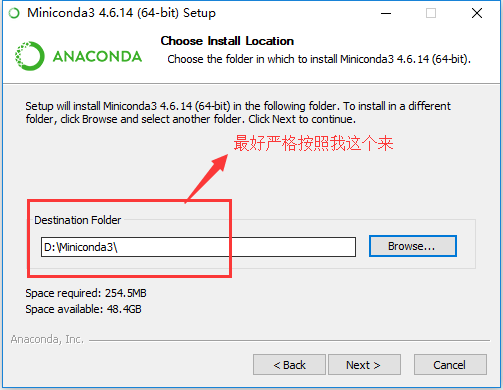 Miniconda3 4.6.14 (64-bit) Setup
ANACONDA
Choose Install Location
Choose the folder in which to install Miniconda3 4.6.14 (64-bit).
Setup will install Miniconda3 4.6.14 (64-bit) in the following folder. To install in a different
folder, click Browse and select another folder. Click Next to continue.
最好严格按照我这个来
Destination Folder
D:\Miniconda3\
Browse...
Space required: 254.5MB
Space available: 48.4GB
Anaconda, Inc.
< Back
Next >
Cancel